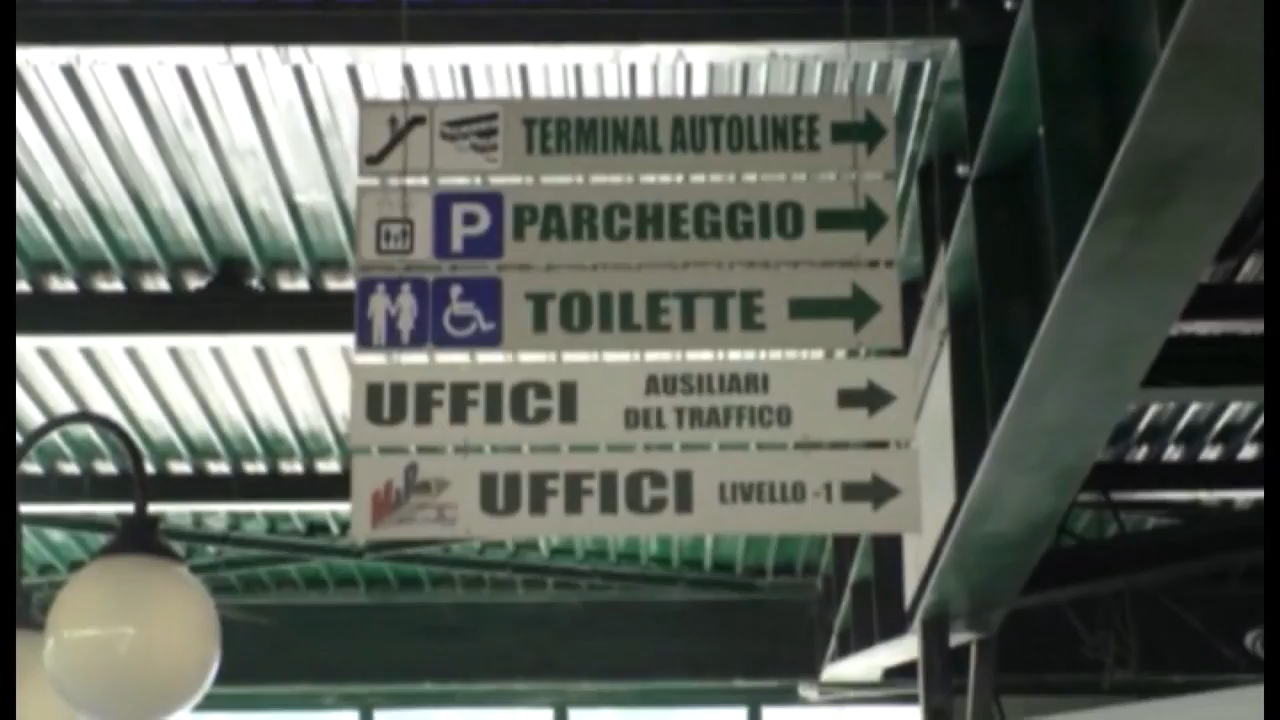 TERMINAL AUTOLINEE
P PARCHEGGIO
TOILETTE
UFFICI AUSILIARI
DEL TRAFFICO
UFFICI LIVELLO -1